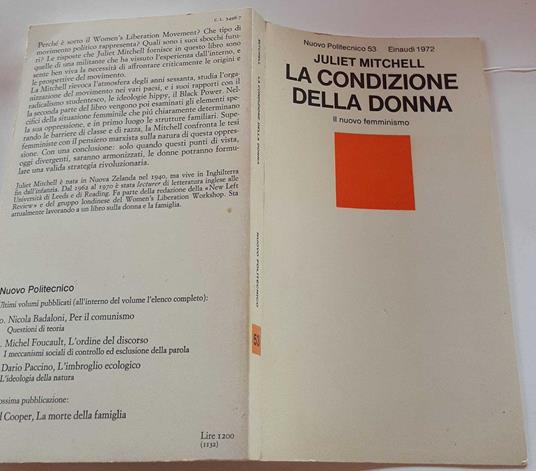 C. L. 3498-7
Perché è sorto il Women's Liberation Movement? Che tipo di
movimento politico rappresenta? Quali sono i suoi sbocchi futu-
ri? Le risposte che Juliet Mitchell fornisce in questo libro sono
quelle di una militante che ha vissuto l'esperienza dall'interno, e
sente ben viva la necessità di affrontare criticamente le origini e
le prospettive del movimento.
La Mitchell rievoca l'atmosfera degli anni sessanta, studia l'orga-
nizzazione del movimento nei vari paesi, e i suoi rapporti con il
radicalismo studentesco, le ideologie hippy, il Black Power. Nel-
la seconda parte del libro vengono poi esaminati gli elementi spe-
cifici della situazione femminile che piú chiaramente determinano
la sua oppressione, e in primo luogo le strutture familiari. Supe-
rando le barriere di classe e di razza, la Mitchell confronta le tesi
femministe con il pensiero marxista sulla natura di questa oppres-
sione. Con una conclusione: solo quando questi punti di vista,
oggi divergenti, saranno armonizzati, le donne potranno formu-
lare una valida strategia rivoluzionaria.
Juliet Mitchell è nata in Nuova Zelanda nel 1940, ma vive in Inghilterra
fin dall'infanzia. Dal 1962 al 1970 è stata lecturer di letteratura inglese alle
Università di Leeds e di Reading. Fa parte della redazione della «New Left
Review» e del gruppo londinese del Women's Liberation Workshop. Sta
attualmente lavorando a un libro sulla donna e la famiglia.
Nuovo Politecnico
Ultimi volumi pubblicati (all'interno del volume l'elenco completo):
Nicola Badaloni, Per il comunismo
Questioni di teoria
Michel Foucault, L'ordine del discorso
I meccanismi sociali di controllo ed esclusione della parola
Dario Paccino, L'imbroglio ecologico
L'ideologia della natura
ossima pubblicazione:
d Cooper, La morte della famiglia
Lire 1200
(1132)
MITCHELL
LA CONDIZIONE DELLA DONNA
NUOVO POLITECNICO
53
Nuovo Politecnico 53 Einaudi 1972
JULIET MITCHELL
LA CONDIZIONE
DELLA DONNA
Il nuovo femminismo